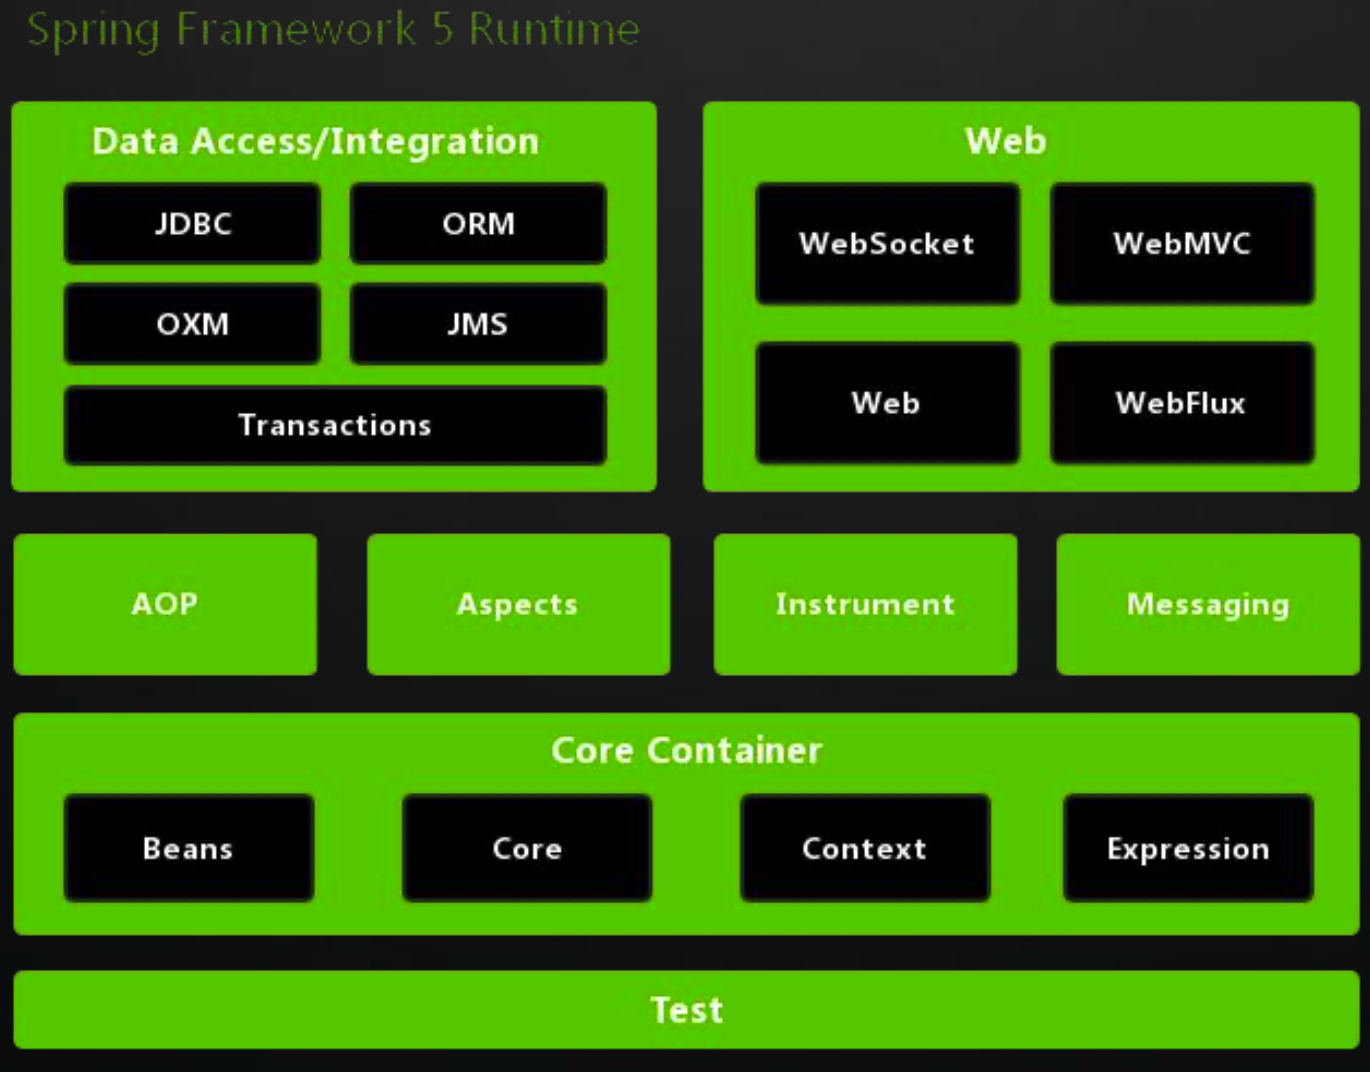 Spring Framework 5 Runtime
Data Access/Integration
JDBC
ORM
OXM
JMS
Transactions
Web
WebSocket
WebMVC
Web
WebFlux
AOP
Aspects
Instrument
Messaging
Core Container
Beans
Core
Context
Expression
Test